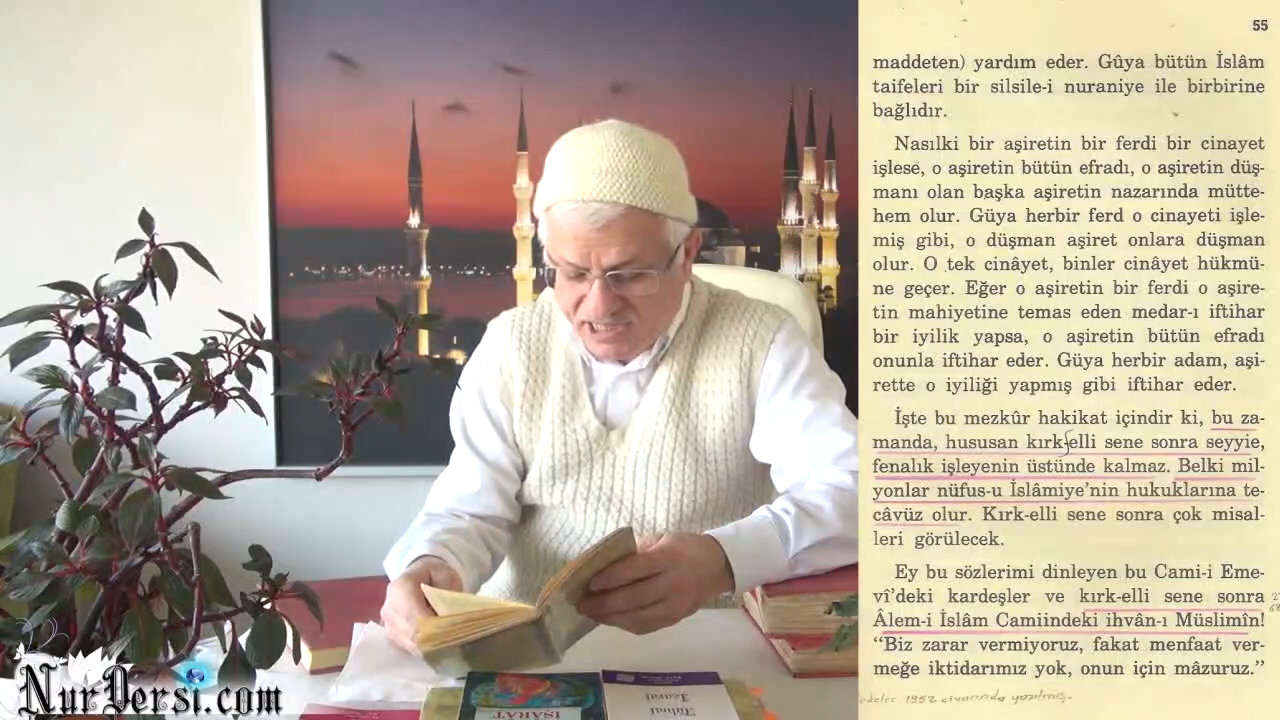 55
maddeten) yardım eder. Gûya bütün İslâm
taifeleri bir silsile-i nuraniye ile birbirine
bağlıdır.
Nasılki bir aşiretin bir ferdi bir cinayet
işlese, o aşiretin bütün efradı, o aşiretin düş-
manı olan başka aşiretin nazarında mütte-
hem olur. Güya herbir ferd o cinayeti işle-
miş gibi, o düşman aşiret onlara düşman
olur. O tek cinâyet, binler cinâyet hükmü-
ne geçer. Eğer o aşiretin bir ferdi o aşire-
tin mahiyetine temas eden medar-ı iftihar
bir iyilik yapsa, o aşiretin bütün efradı
onunla iftihar eder. Güya herbir adam, aşi-
rette o iyiliği yapmış gibi iftihar eder.
İşte bu mezkûr hakikat içindir ki, bu za-
manda, hususan kırk-elli sene sonra seyyie,
fenalık işleyenin üstünde kalmaz. Belki mil-
yonlar nüfus-u İslâmiye'nin hukuklarına te-
câvüz olur. Kırk-elli sene sonra çok misal-
leri görülecek.
Ey bu sözlerimi dinleyen bu Cami-i Eme-
vî'deki kardeşler ve kırk-elli sene sonra
Âlem-i İslâm Camiindeki ihvân-ı Müslimîn!
"Biz zarar vermiyoruz, fakat menfaat ver-
meğe iktidarımız yok, onun için mâzuruz."
1952 civarında yazılmış.
NurDersi.com
İŞARAT